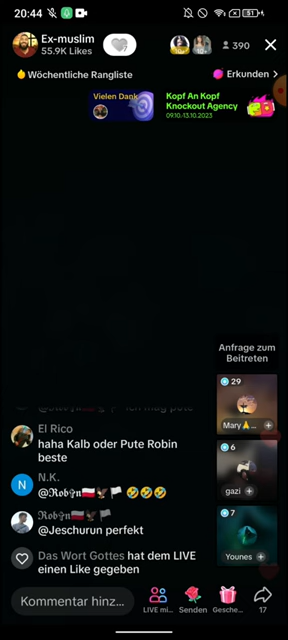 20:44
51
Ex-muslim
55.9K Likes
390
Wöchentliche Rangliste
Erkunden >
Vielen Dank
Kopf An Kopf
Knockout Agency
09.10.-13.10.2023
Anfrage zum
Beitreten
29
Mary🙏... +
6
gazi +
7
Younes +
El Rico
haha Kalb oder Pute Robin
beste
N
N.K.
@ℜ𝔬𝔟✞𝔫🇵🇱🦅🏳️ 🤣🤣🤣
ℜ𝔬𝔟✞𝔫🇵🇱🦅🏳️
@Jeschurun perfekt
Das Wort Gottes hat dem LIVE
einen Like gegeben
Kommentar hinz...
LIVE mi...
Senden
Gesche...
17